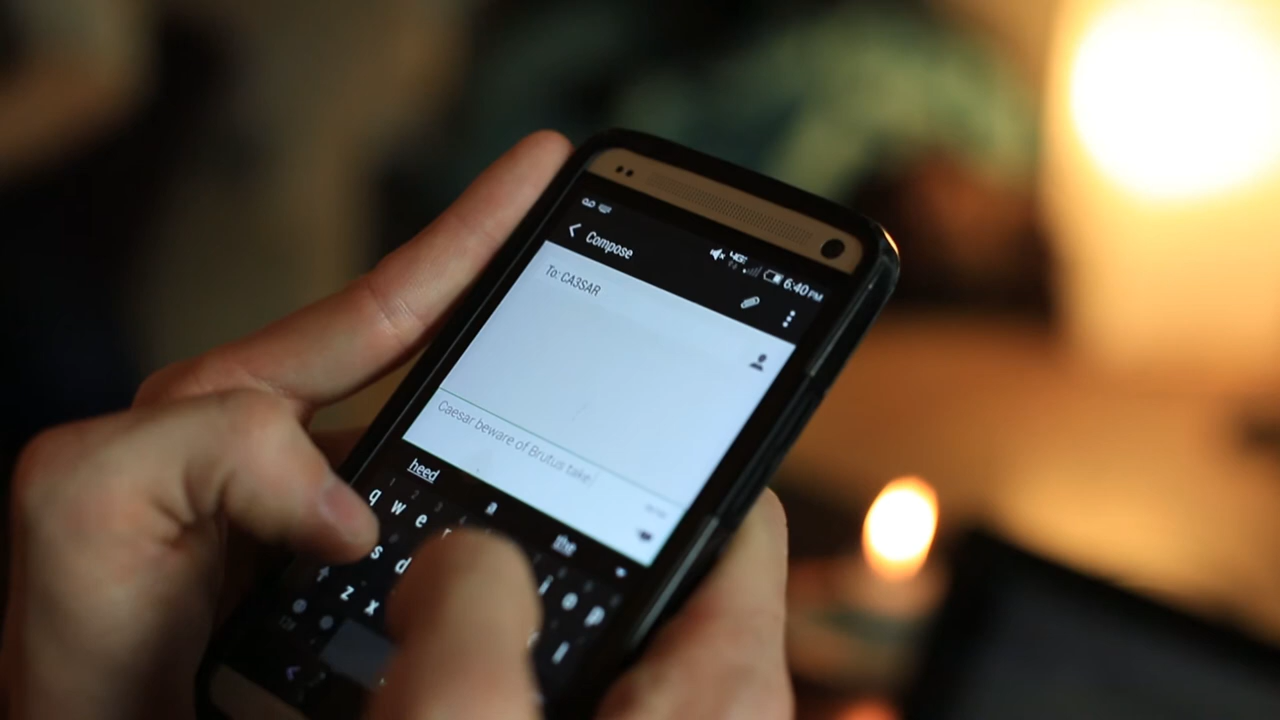 6:40 PM
Compose
To: CA3SAR
Caesar beware of Brutus take
heed a the
q w e i o p
s d l
z x